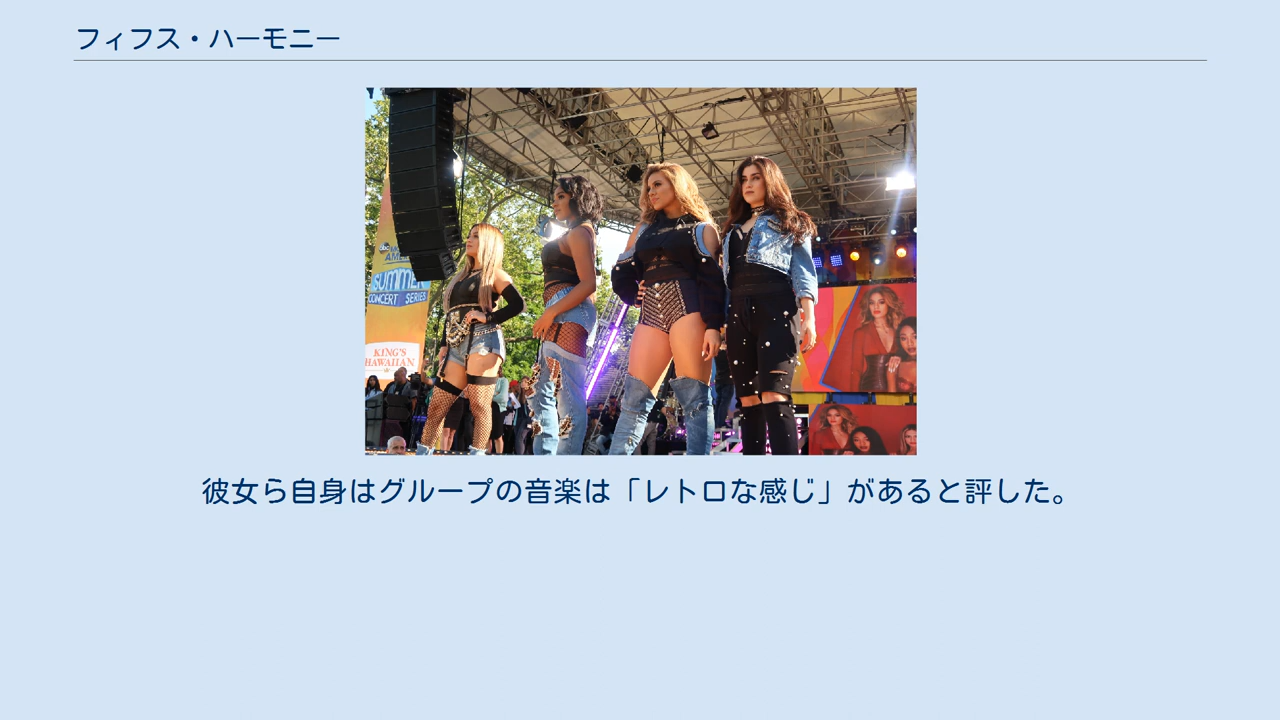 フィフス・ハーモニー
abc
SUMMER
CONCERT SERIES
KING'S
HAWAIIAN
彼女ら自身はグループの音楽は「レトロな感じ」があると評した。